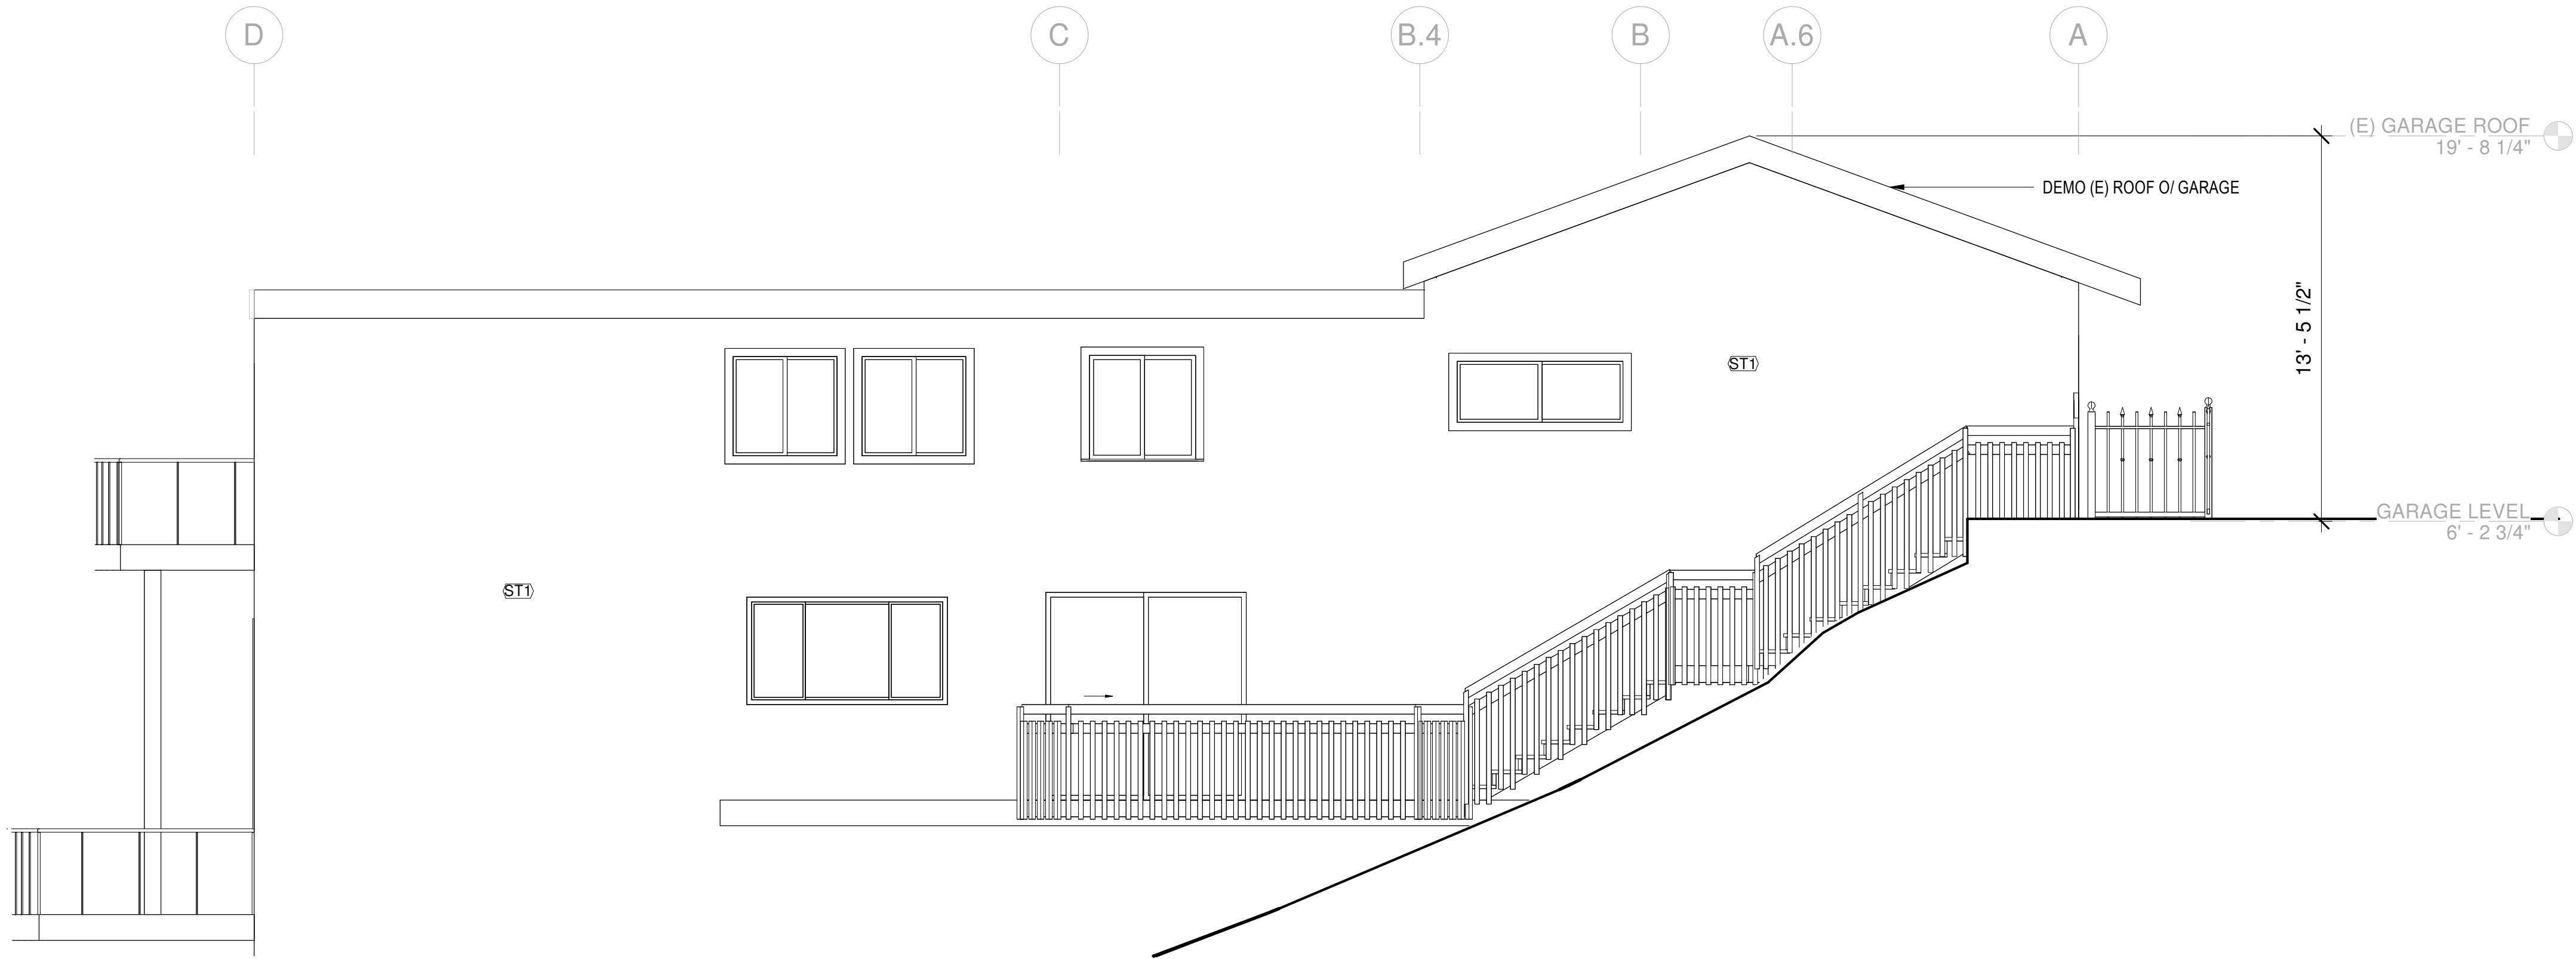 D
C
B.4
B
A.6
A
(E) GARAGE ROOF
19' - 8 1/4"
DEMO (E) ROOF O/ GARAGE
13' - 5 1/2"
ST1
GARAGE LEVEL
6' - 2 3/4"
ST1